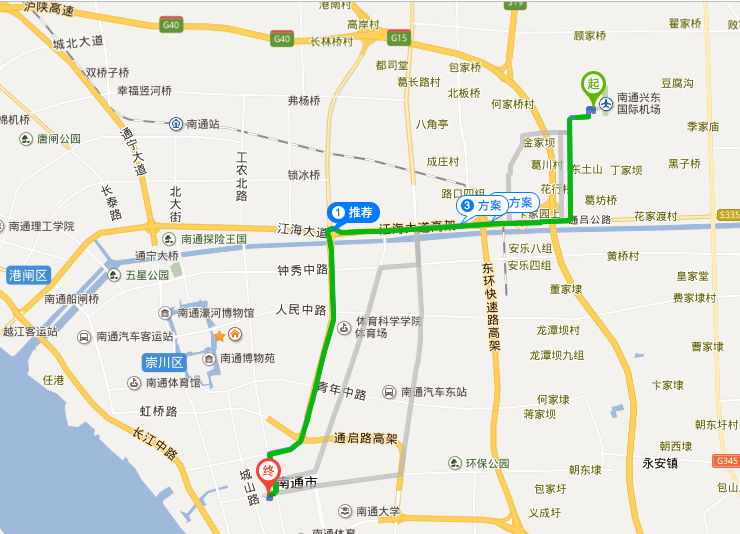 沪陕高速
G40
港南村
S19
高岸村
城北大道
G40
长林桥村
G15
顾家桥
翟家桥
都司堂
双桥子桥
包家桥
葛长路村
豆腐沟
幸福竖河桥
弗杨桥
北板桥
起
何家桥村
南通兴东
国际机场
棉机桥
南通站
八角亭
季家庙
唐闸公园
通宁大道
金家坝
成庄村
工农北路
锁冰桥
葛川村
东土山
丁家坝
黑子桥
长泰路
北大街
路口四组
花行
葛坊桥
1 推荐
3 方案
方案
卞家园上
南通理工学院
江海大道
江海大道高架
通吕公路
花家渡村
S335
南通探险王国
通宁大桥
安乐八组
安乐四组
黄桥村
港闸区
五星公园
钟秀中路
东环快速路高架
皇家堂
南通船闸桥
董家埭
费家埭村
南通濠河博物馆
人民中路
体育科学学院
体育场
越江客运站
南通汽车客运站
龙潭坝村
曹家埭
崇川区
南通博物苑
龙潭坝九组
任港
南通体育馆
青年中路
南通汽车东站
卞家埭
虹桥路
何家埭
蒋家坝
朝东圩村
长江中路
通启路高架
朝西埭
永安镇
G345
终
城山路
南通市
环保公园
朝东埭
包家圩
包山
南通大学
义成圩
南通体育